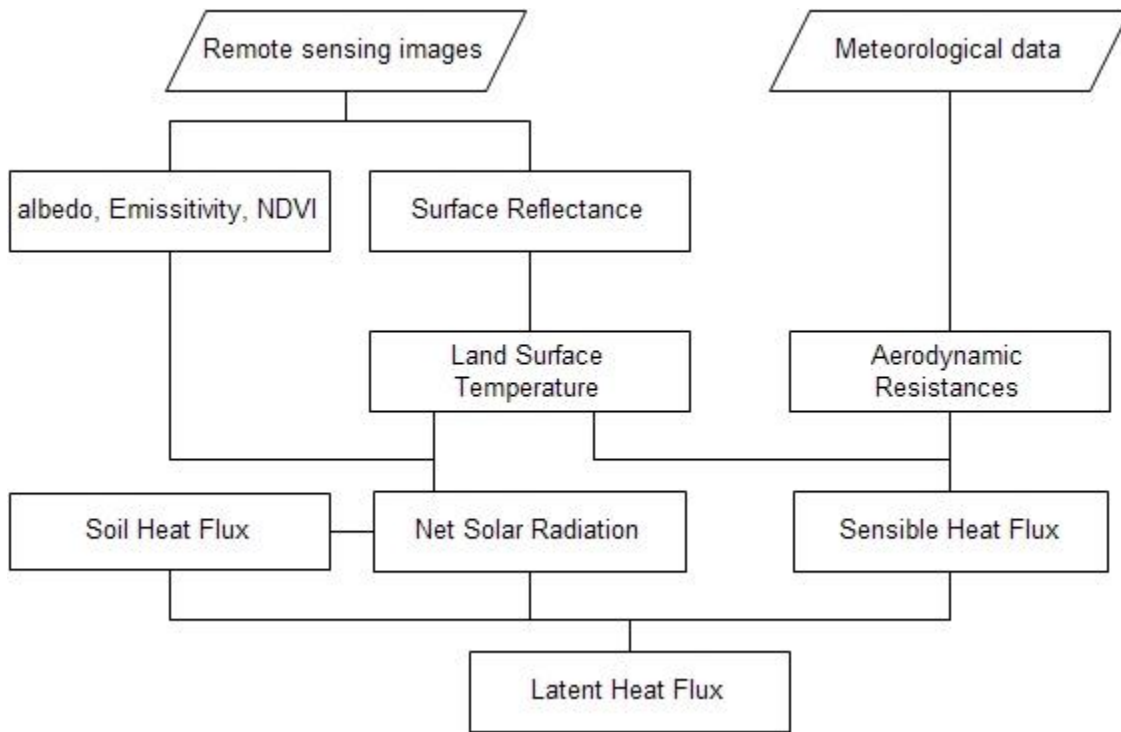 Remote sensing images
Meteorological data
albedo, Emissitivity, NDVI
Surface Reflectance
Land Surface
Temperature
Aerodynamic
Resistances
Soil Heat Flux
Net Solar Radiation
Sensible Heat Flux
Latent Heat Flux